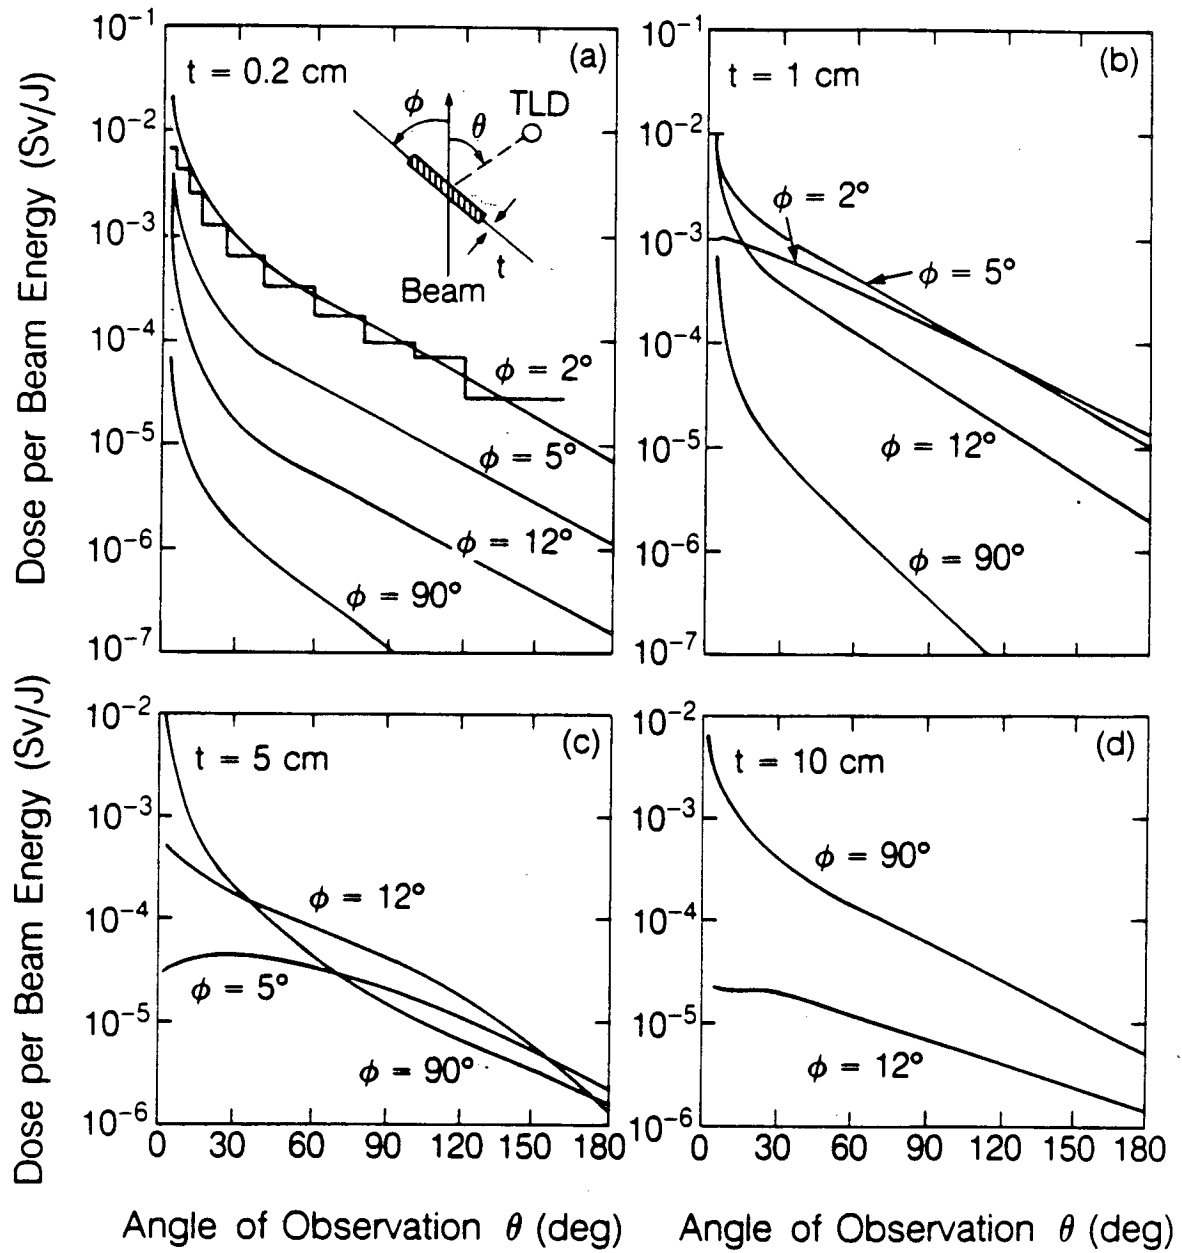 Dose per Beam Energy (Sv/J)
10⁻¹
10⁻²
10⁻³
10⁻⁴
10⁻⁵
10⁻⁶
10⁻⁷
t = 0.2 cm
(a)
ϕ
θ
TLD
t
Beam
ϕ = 2°
ϕ = 5°
ϕ = 12°
ϕ = 90°
10⁻¹
10⁻²
10⁻³
10⁻⁴
10⁻⁵
10⁻⁶
10⁻⁷
t = 1 cm
(b)
ϕ = 2°
ϕ = 5°
ϕ = 12°
ϕ = 90°
Dose per Beam Energy (Sv/J)
10⁻²
10⁻³
10⁻⁴
10⁻⁵
10⁻⁶
t = 5 cm
(c)
ϕ = 12°
ϕ = 5°
ϕ = 90°
0 30 60 90 120 150 180
Angle of Observation θ (deg)
10⁻²
10⁻³
10⁻⁴
10⁻⁵
10⁻⁶
t = 10 cm
(d)
ϕ = 90°
ϕ = 12°
0 30 60 90 120 150 180
Angle of Observation θ (deg)